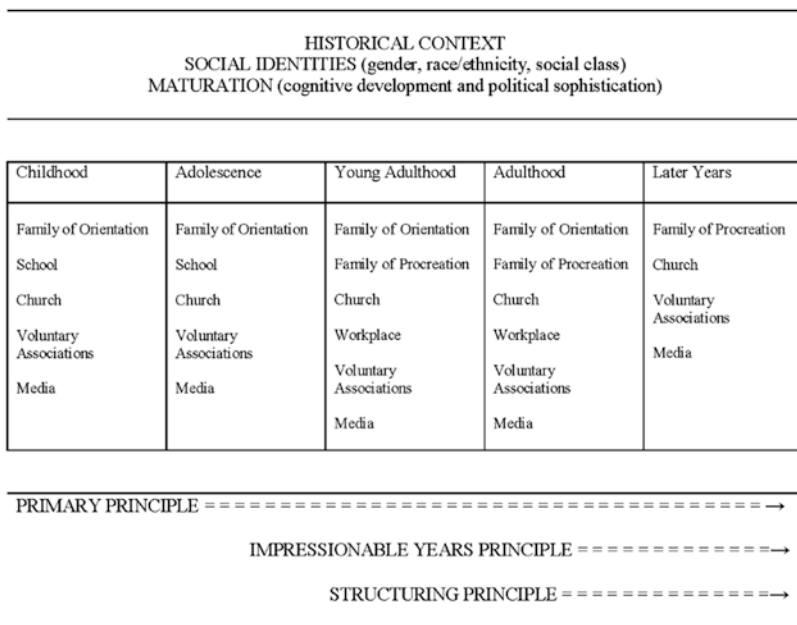 HISTORICAL CONTEXT
SOCIAL IDENTITIES (gender, race/ethnicity, social class)
MATURATION (cognitive development and political sophistication)
Childhood
Family of Orientation
School
Church
Voluntary
Associations
Media
Adolescence
Family of Orientation
School
Church
Voluntary
Associations
Media
Young Adulthood
Family of Orientation
Family of Procreation
Church
Workplace
Voluntary
Associations
Media
Adulthood
Family of Orientation
Family of Procreation
Church
Workplace
Voluntary
Associations
Media
Later Years
Family of Procreation
Church
Voluntary
Associations
Media
PRIMARY PRINCIPLE = = = = = = = = = = = = = = = = = = = = = = = = = = = = = = = = = = = = = →
IMPRESSIONABLE YEARS PRINCIPLE = = = = = = = = = = = = =→
STRUCTURING PRINCIPLE = = = = = = = = = = = = = =→